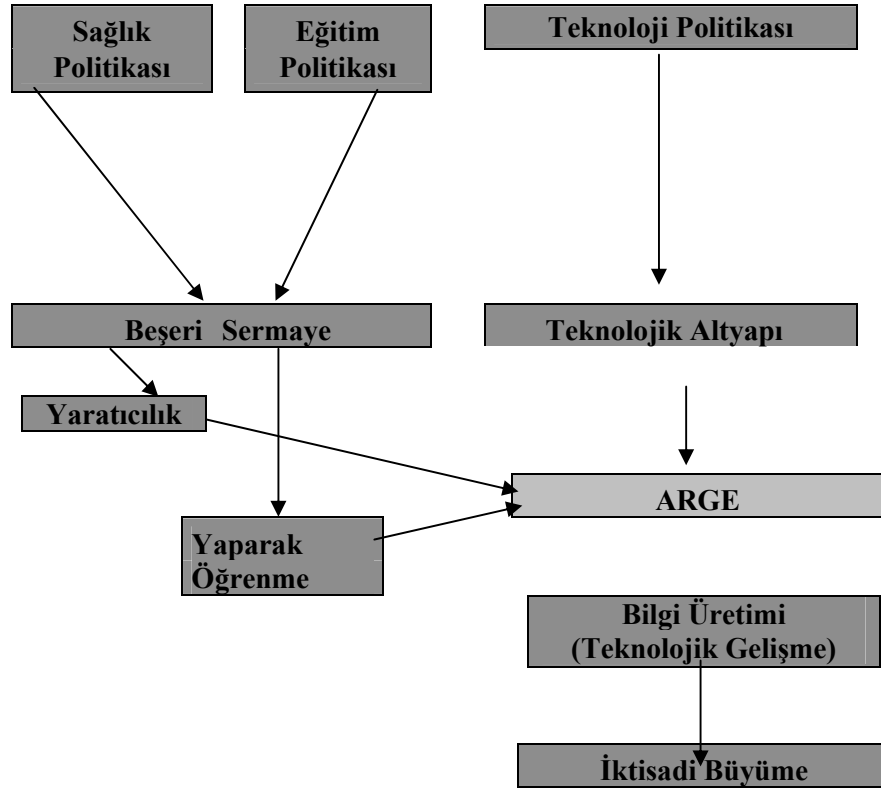 Sağlık
Politikası
Eğitim
Politikası
Teknoloji Politikası
Beşeri Sermaye
Teknolojik Altyapı
Yaratıcılık
ARGE
Yaparak
Öğrenme
Bilgi Üretimi
(Teknolojik Gelişme)
İktisadi Büyüme